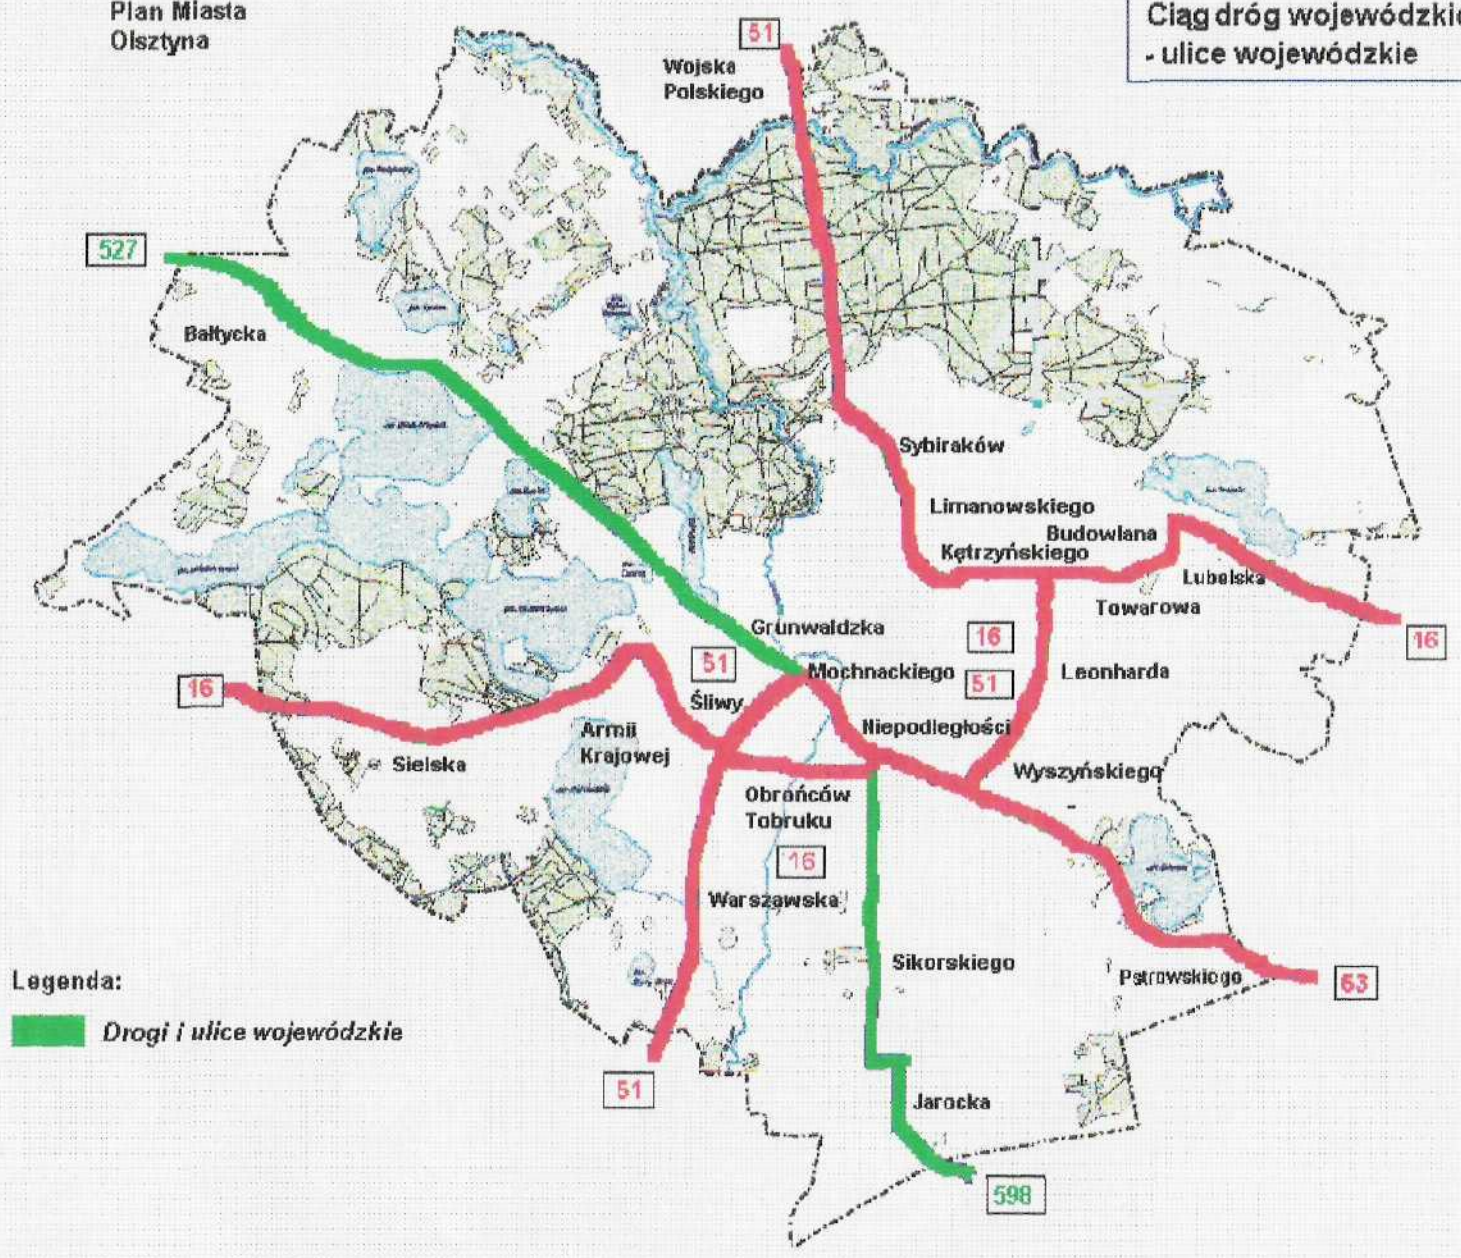 Plan Miasta
Olsztyna
Ciąg dróg wojewódzki
- ulice wojewódzkie
51
Wojska
Polskiego
527
Bałtycka
Sybiraków
Limanowskiego
Budowlana
Kętrzyńskiego
Lubelska
Towarowa
Grunwaldzka
16
16
51
Mochnackiego
51
Leonharda
16
Śliwy
Niepodległości
Armii
Krajowej
Sielska
Wyszyńskiego
Obrońców
Tobruku
16
Warszawska
Sikorskiego
Pstrowskiego
53
Legenda:
Drogi i ulice wojewódzkie
51
Jarocka
598